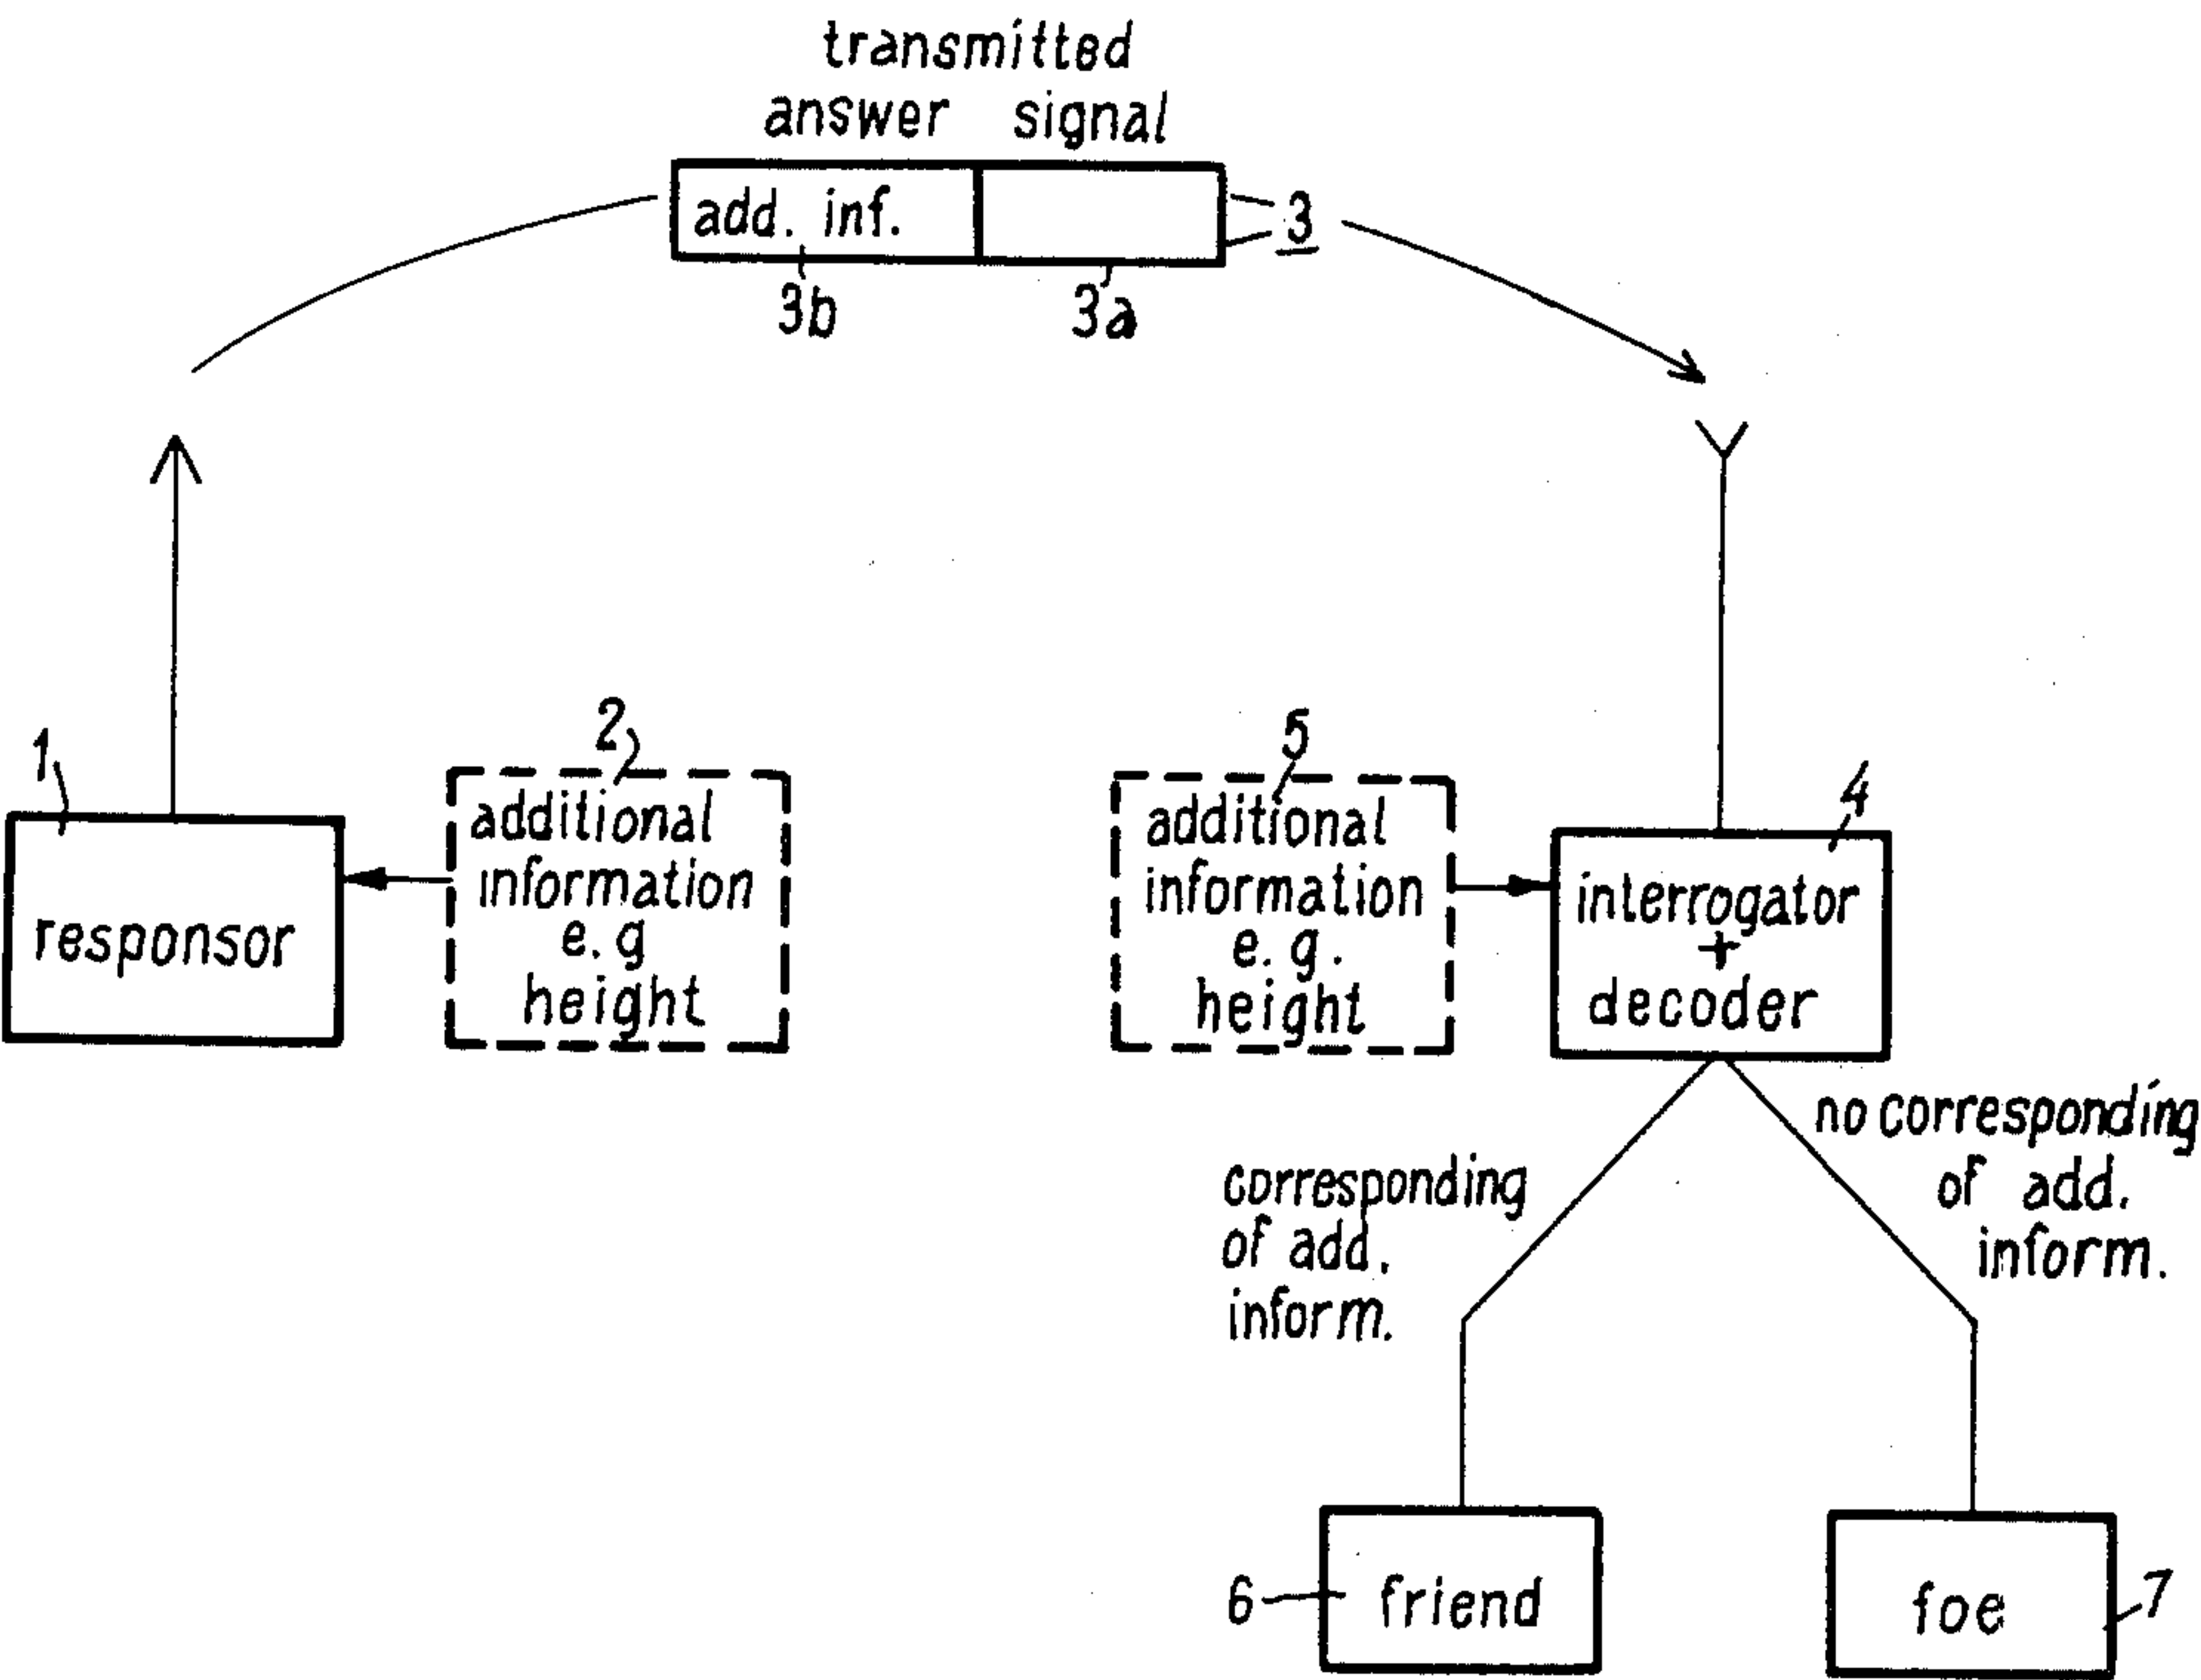 transmitted
answer signal
add. inf.
3
3b
3a
1
responsor
2
additional
information
e.g
height
5
additional
information
e.g.
height
4
interrogator
+
decoder
corresponding
of add.
inform.
no corresponding
of add.
inform.
6
friend
foe
7